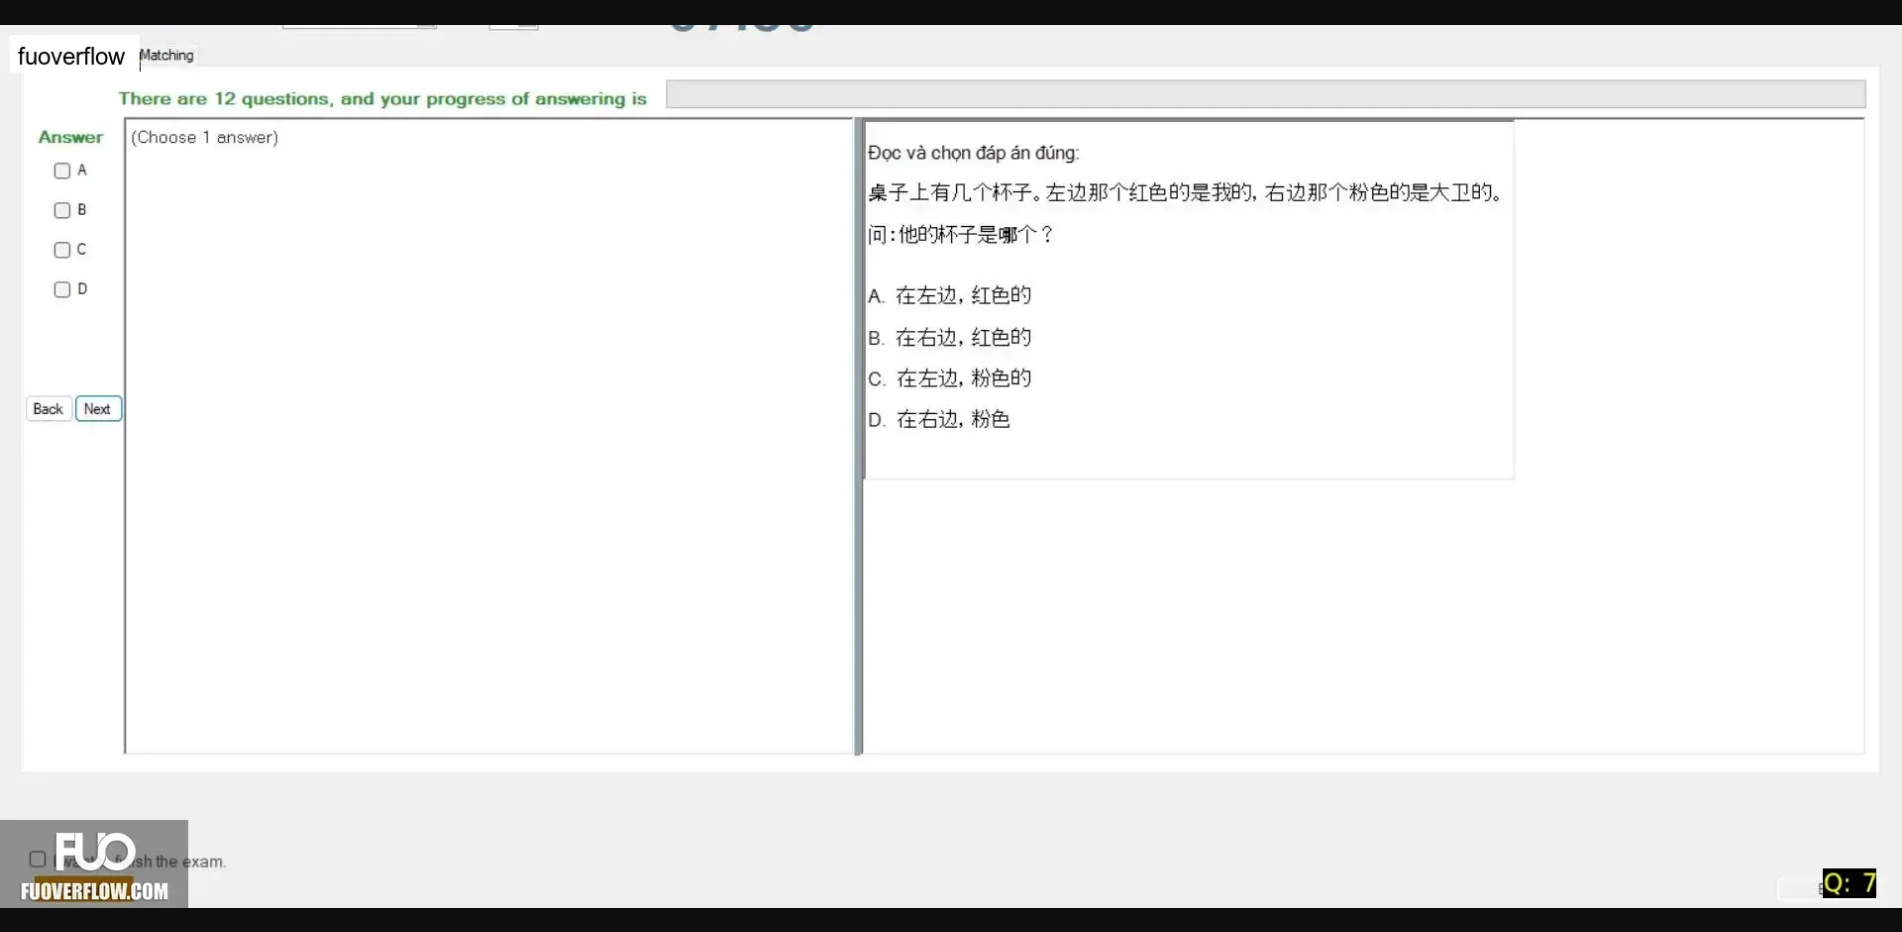 fuoverflow
Matching
There are 12 questions, and your progress of answering is
Answer
(Choose 1 answer)
A
B
C
D
Back Next
Đọc và chọn đáp án đúng:
桌子上有几个杯子。左边那个红色的是我的, 右边那个粉色的是大卫的。
问:他的杯子是哪个?
A. 在左边, 红色的
B. 在右边, 红色的
C. 在左边, 粉色的
D. 在右边, 粉色
FUO
the exam.
FUOVERFLOW.COM
Q: 7